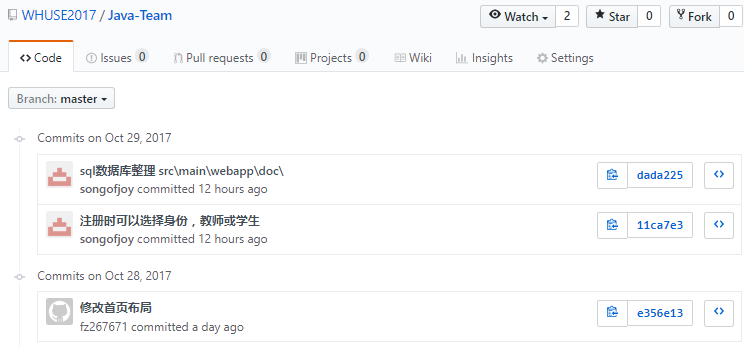 WHUSE2017 / Java-Team
Watch 2 Star 0 Fork 0
Code Issues 0 Pull requests 0 Projects 0 Wiki Insights Settings
Branch: master
Commits on Oct 29, 2017
sql数据库整理 src\main\webapp\doc\
dada225
songofjoy committed 12 hours ago
注册时可以选择身份，教师或学生
11ca7e3
songofjoy committed 12 hours ago
Commits on Oct 28, 2017
修改首页布局
e356e13
fz267671 committed a day ago